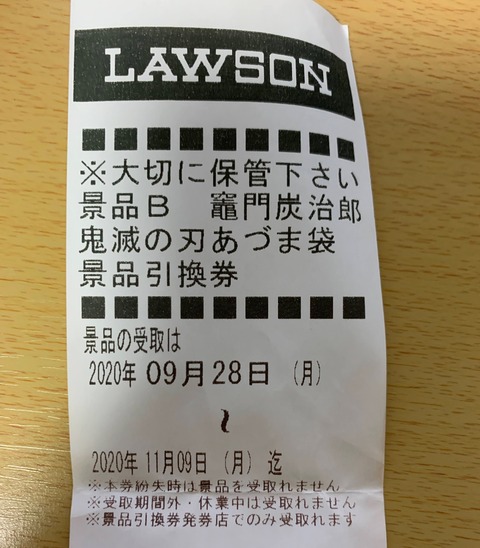 LAWSON
■■■■■■■■■
※大切に保管下さい
景品B 竈門炭治郎
鬼滅の刃あづま袋
景品引換券
■■■■■■■■■
景品の受取は
2020年 09月28日 (月)
~
2020年 11月09日 (月) 迄
※本券紛失時は景品を受取れません
※受取期間外・休業中は受取れません
※景品引換券発券店でのみ受取れます